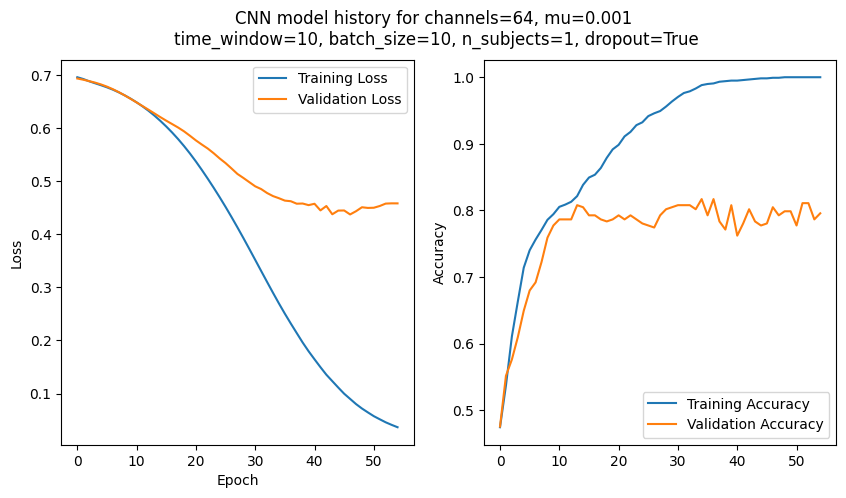 CNN model history for channels=64, mu=0.001
time_window=10, batch_size=10, n_subjects=1, dropout=True
Training Loss
Validation Loss
0.7
0.6
0.5
0.4
0.3
0.2
0.1
Loss
0
10
20
30
40
50
Epoch
1.0
0.9
0.8
0.7
0.6
0.5
Accuracy
Training Accuracy
Validation Accuracy
0
10
20
30
40
50